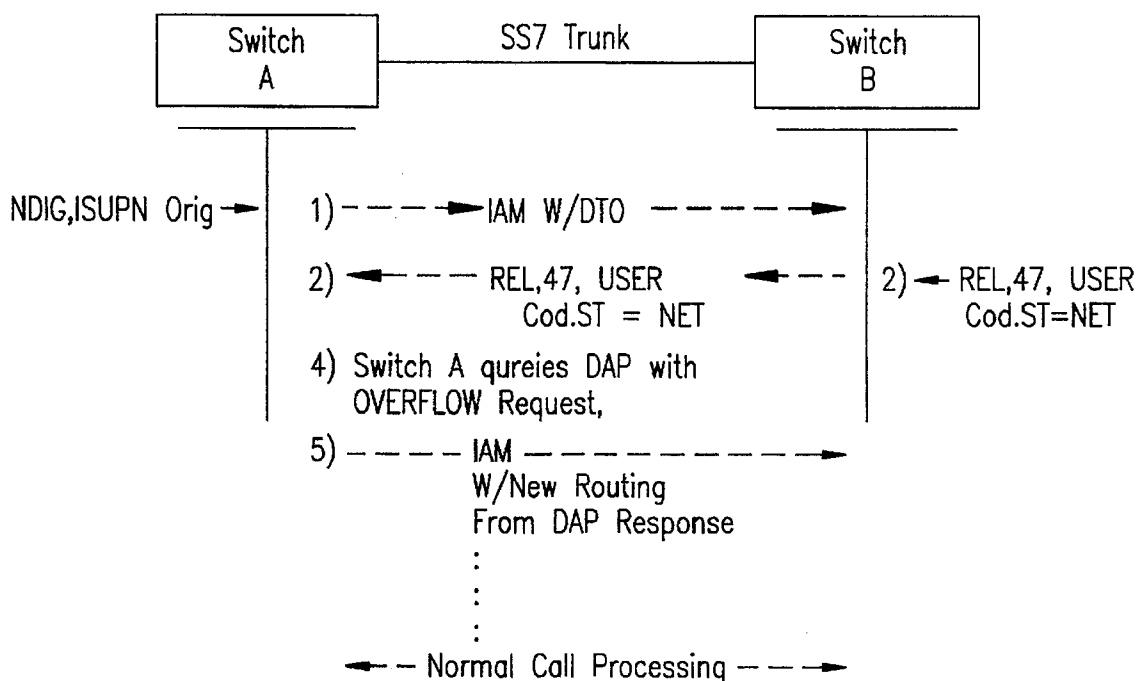 Switch
A
SS7 Trunk
Switch
B
NDIG,ISUPN Orig
1)
IAM W/DTO
2)
REL,47, USER
Cod.ST = NET
2)
REL,47, USER
Cod.ST=NET
4) Switch A qureies DAP with
OVERFLOW Request,
5)
IAM
W/New Routing
From DAP Response
Normal Call Processing